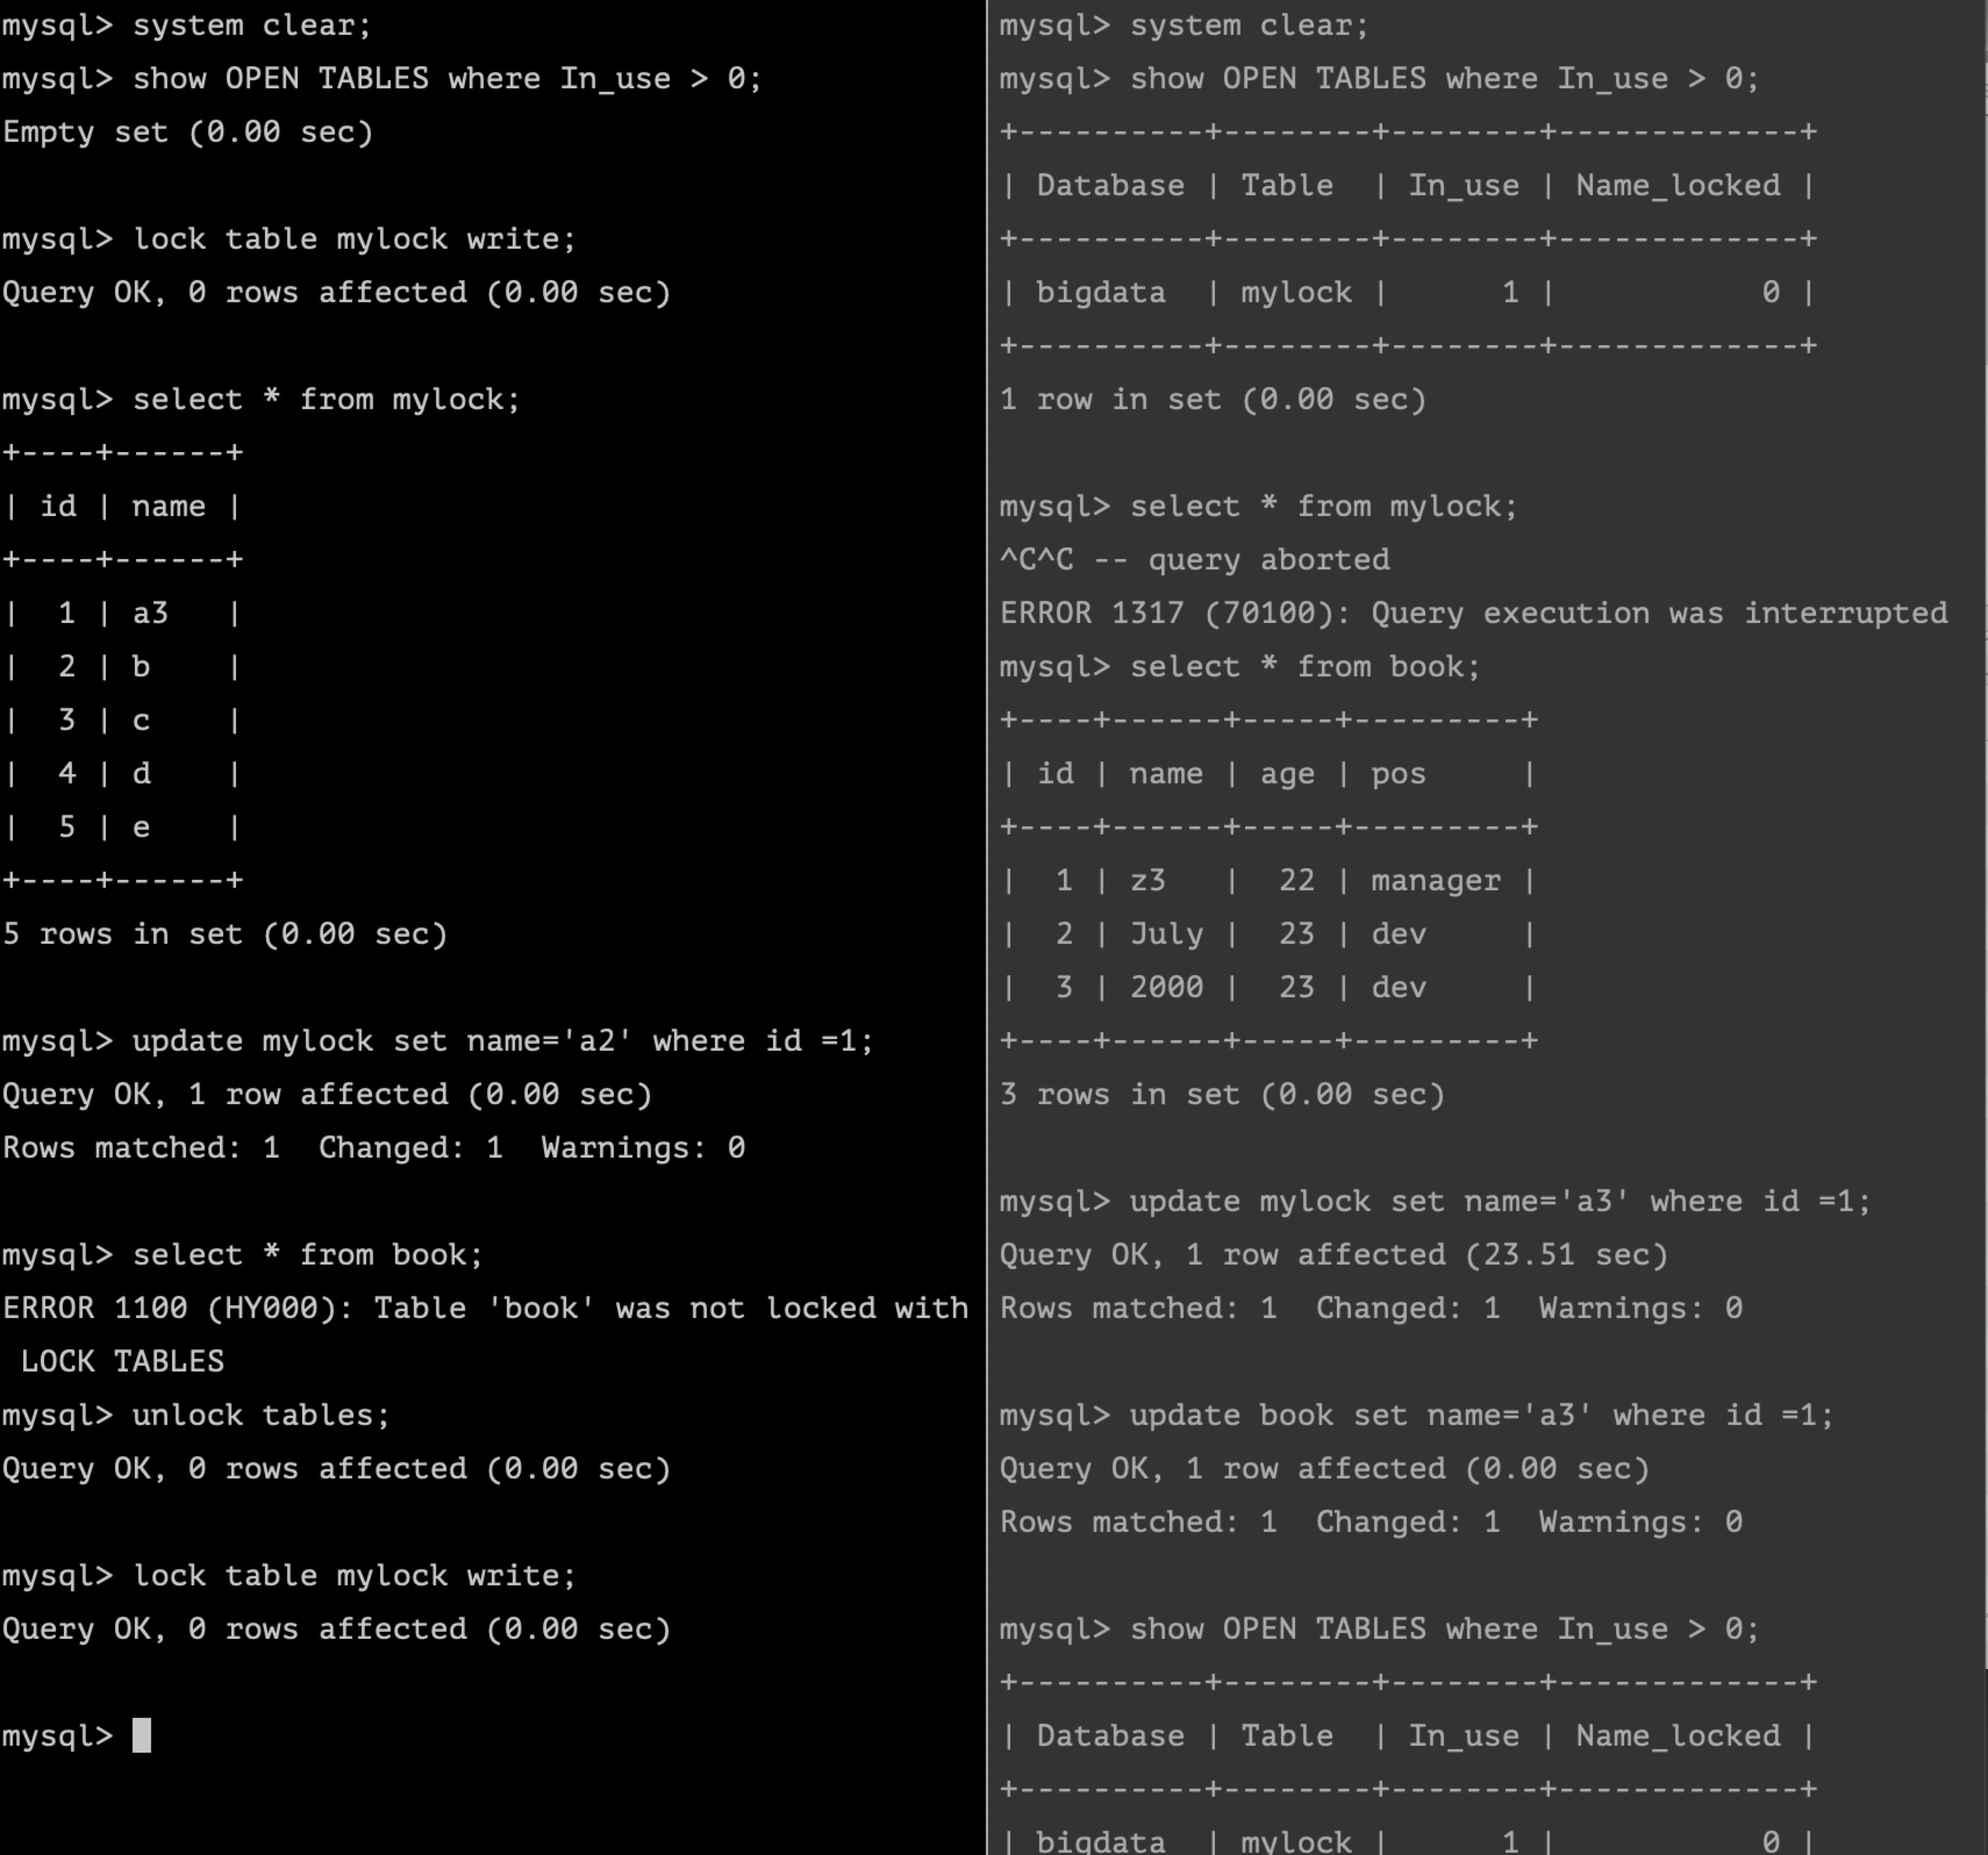 mysql> system clear;
mysql> show OPEN TABLES where In_use > 0;
Empty set (0.00 sec)

mysql> lock table mylock write;
Query OK, 0 rows affected (0.00 sec)

mysql> select * from mylock;
+----+------+
| id | name |
+----+------+
|  1 | a3   |
|  2 | b    |
|  3 | c    |
|  4 | d    |
|  5 | e    |
+----+------+
5 rows in set (0.00 sec)

mysql> update mylock set name='a2' where id =1;
Query OK, 1 row affected (0.00 sec)
Rows matched: 1  Changed: 1  Warnings: 0

mysql> select * from book;
ERROR 1100 (HY000): Table 'book' was not locked with
 LOCK TABLES
mysql> unlock tables;
Query OK, 0 rows affected (0.00 sec)

mysql> lock table mylock write;
Query OK, 0 rows affected (0.00 sec)

mysql>
mysql> system clear;
mysql> show OPEN TABLES where In_use > 0;
+----------+--------+--------+-------------+
| Database | Table  | In_use | Name_locked |
+----------+--------+--------+-------------+
| bigdata  | mylock |      1 |           0 |
+----------+--------+--------+-------------+
1 row in set (0.00 sec)

mysql> select * from mylock;
^C^C -- query aborted
ERROR 1317 (70100): Query execution was interrupted
mysql> select * from book;
+----+------+-----+---------+
| id | name | age | pos     |
+----+------+-----+---------+
|  1 | z3   |  22 | manager |
|  2 | July |  23 | dev     |
|  3 | 2000 |  23 | dev     |
+----+------+-----+---------+
3 rows in set (0.00 sec)

mysql> update mylock set name='a3' where id =1;
Query OK, 1 row affected (23.51 sec)
Rows matched: 1  Changed: 1  Warnings: 0

mysql> update book set name='a3' where id =1;
Query OK, 1 row affected (0.00 sec)
Rows matched: 1  Changed: 1  Warnings: 0

mysql> show OPEN TABLES where In_use > 0;
+----------+--------+--------+-------------+
| Database | Table  | In_use | Name_locked |
+----------+--------+--------+-------------+
| bigdata  | mylock |      1 |           0 |